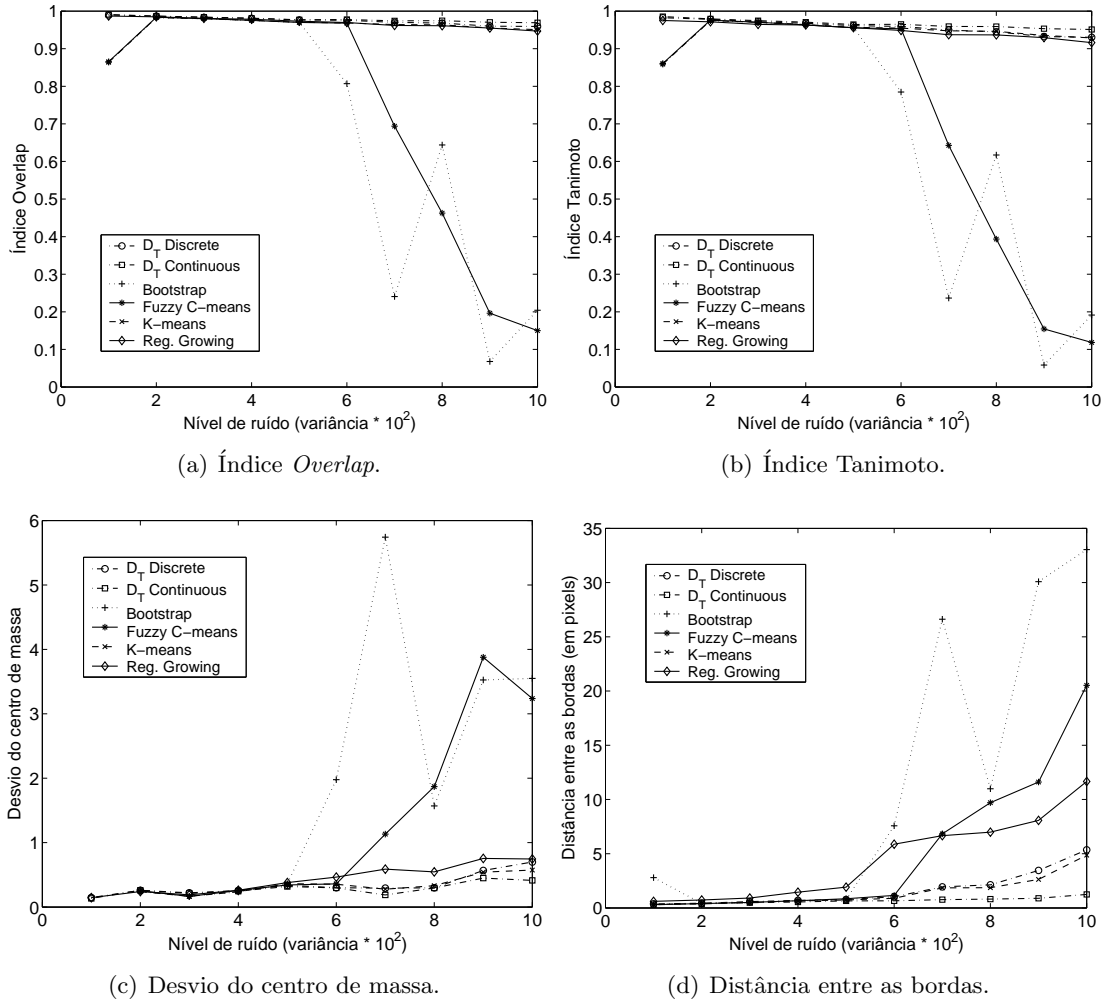 1
0.9
0.8
0.7
0.6
0.5
0.4
0.3
0.2
0.1
0
Índice Overlap
D_T Discrete
D_T Continuous
Bootstrap
Fuzzy C−means
K−means
Reg. Growing
0 2 4 6 8 10
Nível de ruído (variância * 10^2)
(a) Índice Overlap.
1
0.9
0.8
0.7
0.6
0.5
0.4
0.3
0.2
0.1
0
Índice Tanimoto
D_T Discrete
D_T Continuous
Bootstrap
Fuzzy C−means
K−means
Reg. Growing
0 2 4 6 8 10
Nível de ruído (variância * 10^2)
(b) Índice Tanimoto.
6
5
4
3
2
1
0
Desvio do centro de massa
D_T Discrete
D_T Continuous
Bootstrap
Fuzzy C−means
K−means
Reg. Growing
0 2 4 6 8 10
Nível de ruído (variância * 10^2)
(c) Desvio do centro de massa.
35
30
25
20
15
10
5
0
Distância entre as bordas (em pixels)
D_T Discrete
D_T Continuous
Bootstrap
Fuzzy C−means
K−means
Reg. Growing
0 2 4 6 8 10
Nível de ruído (variância * 10^2)
(d) Distância entre as bordas.